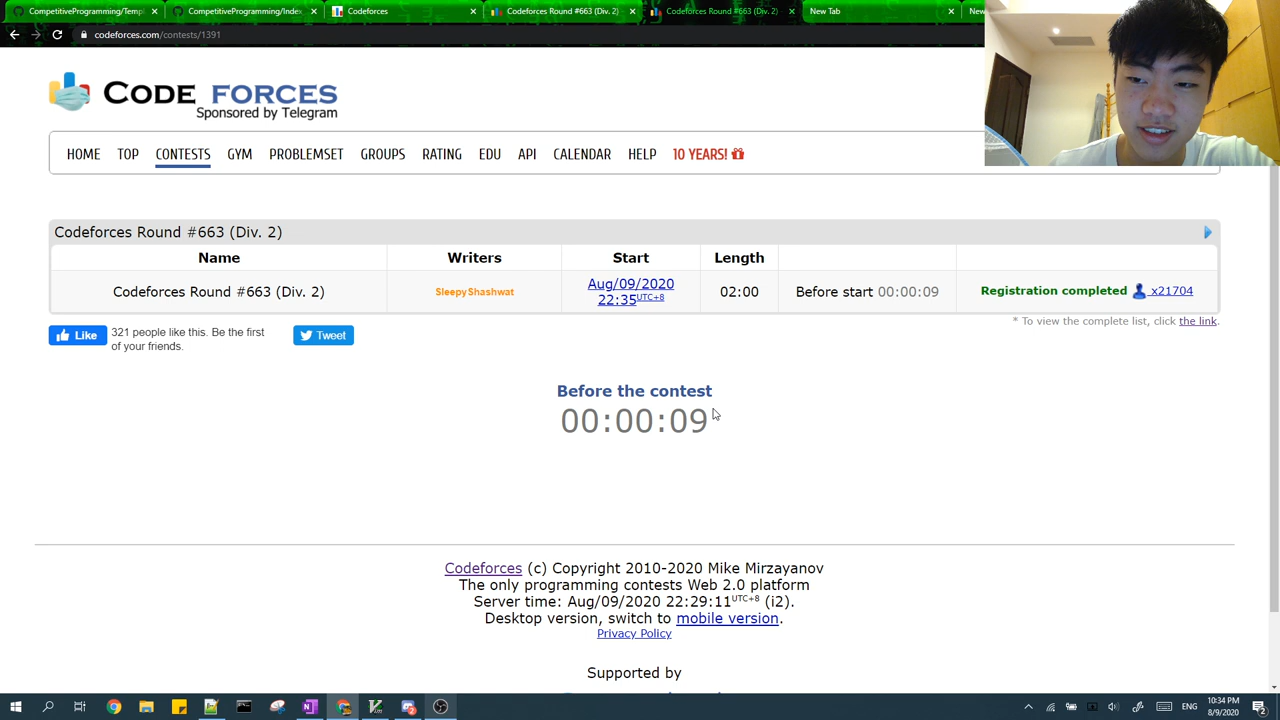 CompetitiveProgramming/Templ
CompetitiveProgramming/Index
Codeforces
Codeforces Round #663 (Div. 2)
Codeforces Round #663 (Div. 2)
New Tab
New
codeforces.com/contests/1391
CODE FORCES
Sponsored by Telegram
HOME TOP CONTESTS GYM PROBLEMSET GROUPS RATING EDU API CALENDAR HELP 10 YEARS!
Codeforces Round #663 (Div. 2)
Name Writers Start Length
Codeforces Round #663 (Div. 2) SleepyShashwat Aug/09/2020 22:35UTC+8 02:00 Before start 00:00:09 Registration completed x21704
* To view the complete list, click the link.
Like
321 people like this. Be the first
of your friends.
Tweet
Before the contest
00:00:09
Codeforces (c) Copyright 2010-2020 Mike Mirzayanov
The only programming contests Web 2.0 platform
Server time: Aug/09/2020 22:29:11UTC+8 (i2).
Desktop version, switch to mobile version.
Privacy Policy
Supported by
ENG
10:34 PM
8/9/2020
2